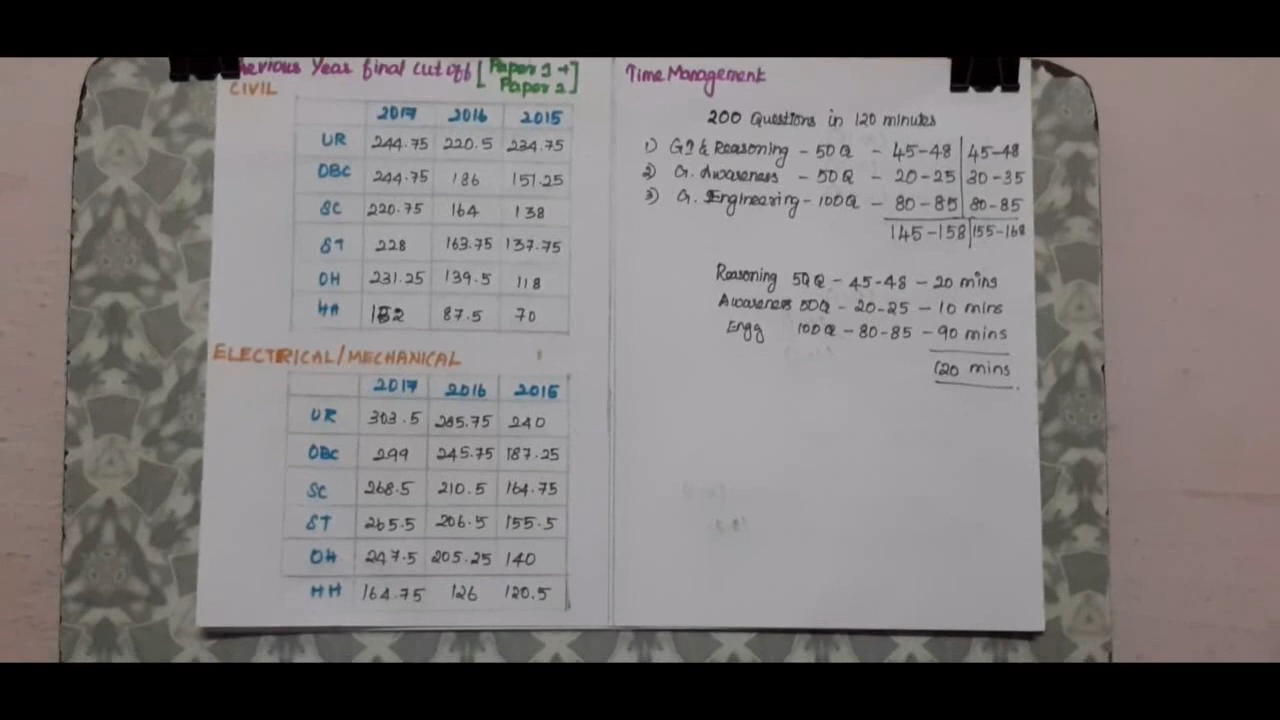 Previous Year final cut off [Paper 1 + Paper 2]
CIVIL
2017 2016 2015
UR 244.75 220.5 234.75
OBC 244.75 186 151.25
SC 220.75 164 138
ST 228 163.75 137.75
OH 231.25 139.5 118
HH 152 87.5 70
ELECTRICAL/MECHANICAL
2017 2016 2015
UR 303.5 285.75 240
OBC 299 245.75 187.25
SC 268.5 210.5 164.75
ST 265.5 206.5 155.5
OH 247.5 205.25 140
HH 164.75 126 120.5
Time Management
200 Questions in 120 minutes
1) GI & Reasoning - 50Q - 45-48 | 45-48
2) G. Awareness - 50Q - 20-25 | 30-35
3) G. Engineering - 100Q - 80-85 | 80-85
145-158 | 155-168
Reasoning 50Q - 45-48 - 20 mins
Awareness 50Q - 20-25 - 10 mins
Engg 100Q - 80-85 - 90 mins
120 mins